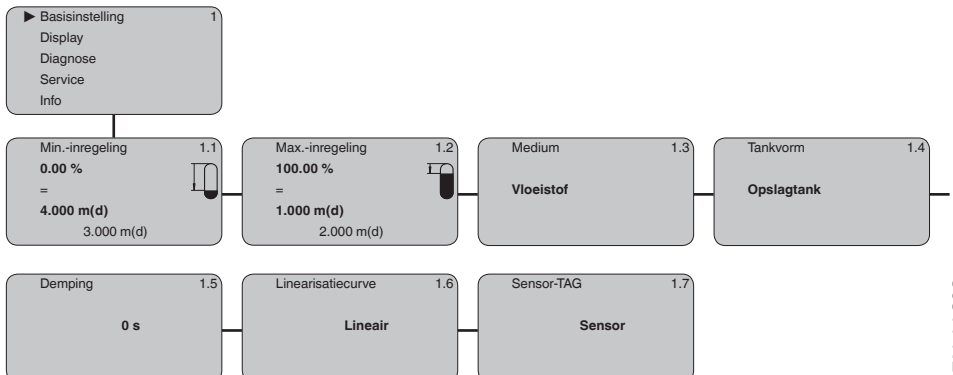 ▶ Basisinstelling 1
Display
Diagnose
Service
Info
Min.-inregeling 1.1
0.00 %
=
4.000 m(d)
3.000 m(d)
Max.-inregeling 1.2
100.00 %
=
1.000 m(d)
2.000 m(d)
Medium 1.3
Vloeistof
Tankvorm 1.4
Opslagtank
Demping 1.5
0 s
Linearisatiecurve 1.6
Lineair
Sensor-TAG 1.7
Sensor